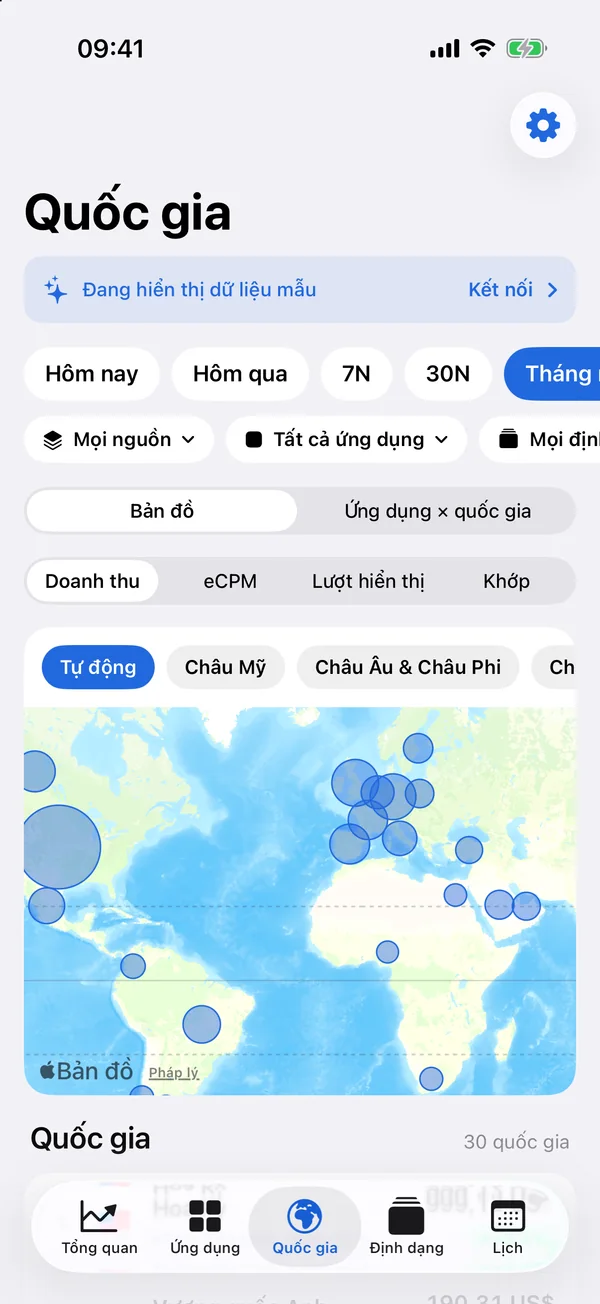 09:41
Quốc gia
Đang hiển thị dữ liệu mẫu Kết nối
Hôm nay Hôm qua 7N 30N Tháng
Mọi nguồn Tất cả ứng dụng Mọi địn
Bản đồ Ứng dụng × quốc gia
Doanh thu eCPM Lượt hiển thị Khớp
Tự động Châu Mỹ Châu Âu & Châu Phi Ch
Bản đồ Pháp lý
Quốc gia 30 quốc gia
Tổng quan Ứng dụng Quốc gia Định dạng Lịch